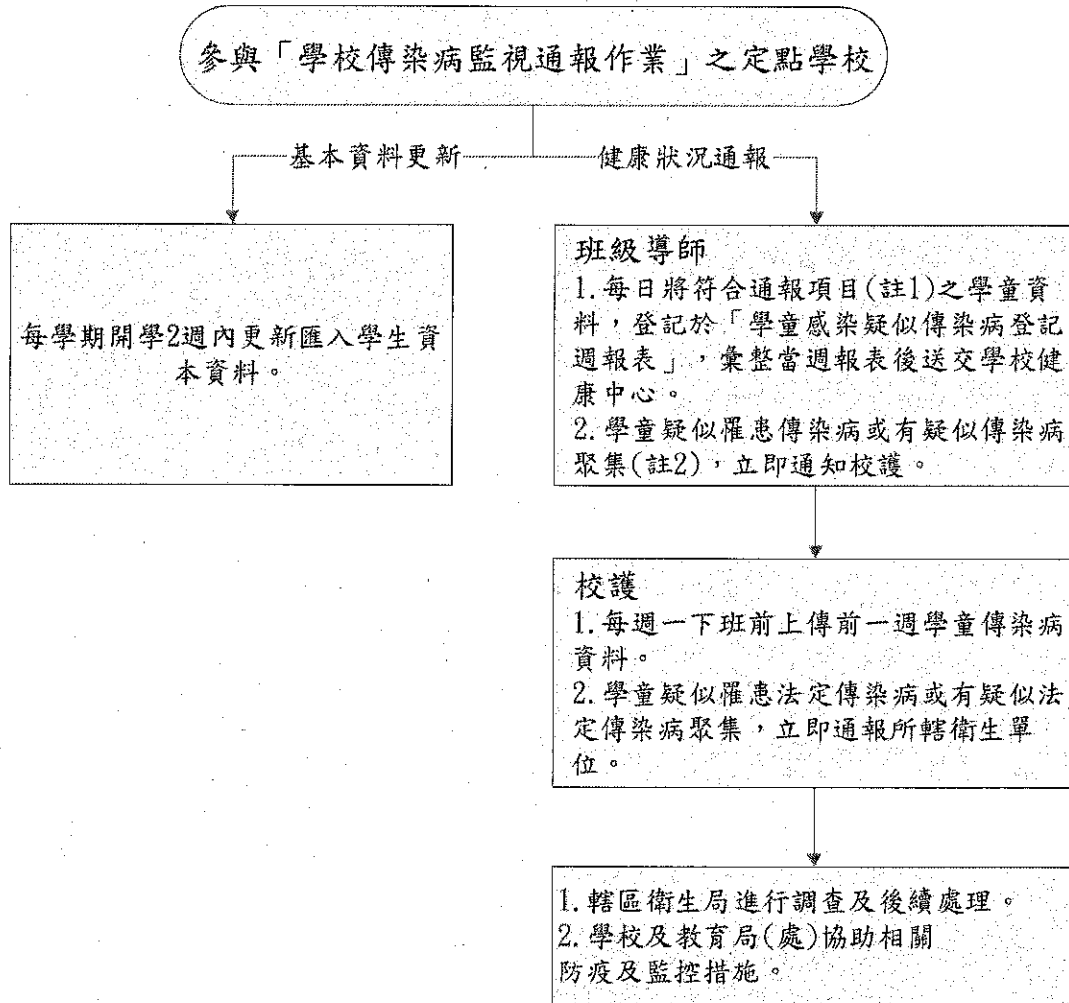 參與「學校傳染病監視通報作業」之定點學校
基本資料更新
健康狀況通報
每學期開學2週內更新匯入學生資
本資料。
班級導師
1.每日將符合通報項目(註1)之學童資
料，登記於「學童感染疑似傳染病登記
週報表」，彙整當週報表後送交學校健
康中心。
2.學童疑似罹患傳染病或有疑似傳染病
聚集(註2)，立即通知校護。
校護
1.每週一下班前上傳前一週學童傳染病
資料。
2.學童疑似罹患法定傳染病或有疑似法
定傳染病聚集，立即通報所轄衛生單
位。
1.轄區衛生局進行調查及後續處理。
2.學校及教育局(處)協助相關
防疫及監控措施。